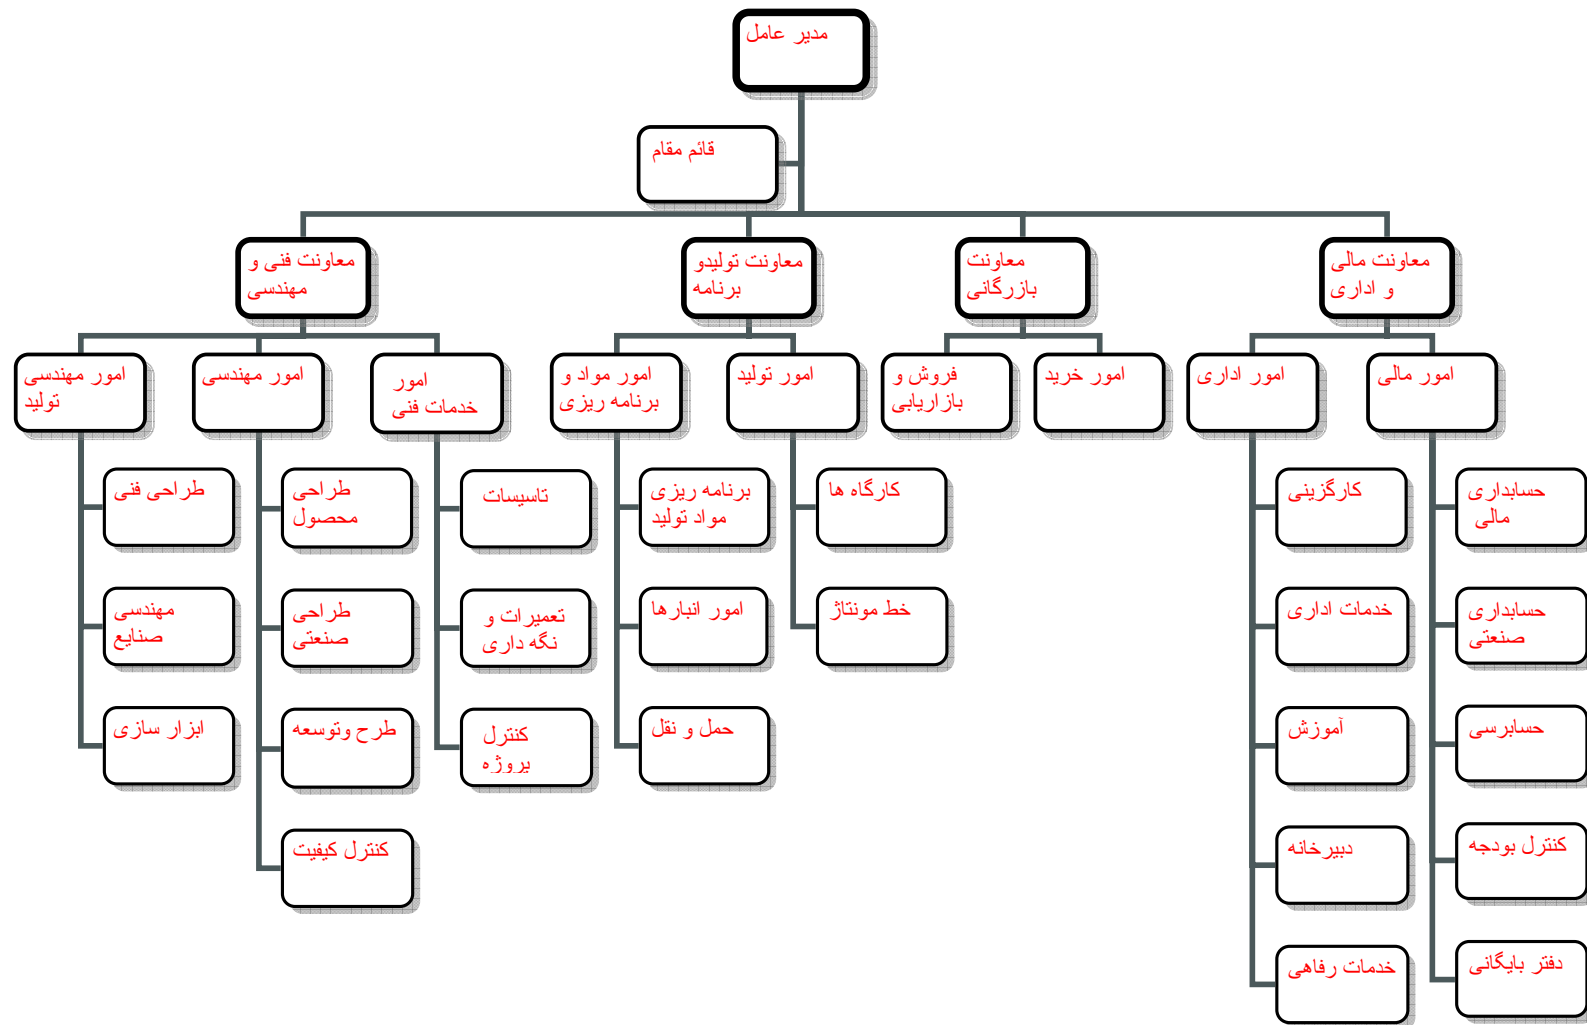 مدیر عامل
قائم مقام
معاونت مالی
و اداری
معاونت
بازرگانی
معاونت تولیدو
برنامه
معاونت فنی و
مهندسی
امور مالی
امور اداری
امور خرید
فروش و
بازاریابی
امور تولید
امور مواد و
برنامه ریزی
امور
خدمات فنی
امور مهندسی
امور مهندسی
تولید
حسابداری
مالی
حسابداری
صنعتی
حسابرسی
کنترل بودجه
دفتر بایگانی
کارگزینی
خدمات اداری
آموزش
دبیرخانه
خدمات رفاهی
کارگاه ها
خط مونتاژ
برنامه ریزی
مواد تولید
امور انبارها
حمل و نقل
تاسیسات
تعمیرات و
نگه داری
کنترل
پروژه
طراحی
محصول
طراحی
صنعتی
طرح وتوسعه
کنترل کیفیت
طراحی فنی
مهندسی
صنایع
ابزار سازی